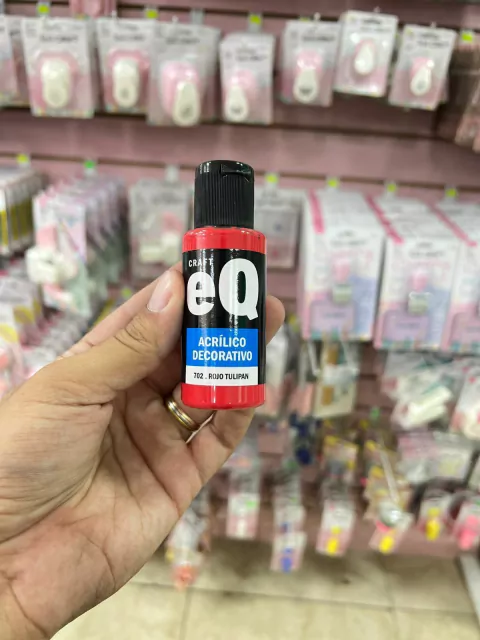 CRAFT
eQ
ACRÍLICO
DECORATIVO
702 . ROJO TULIPAN